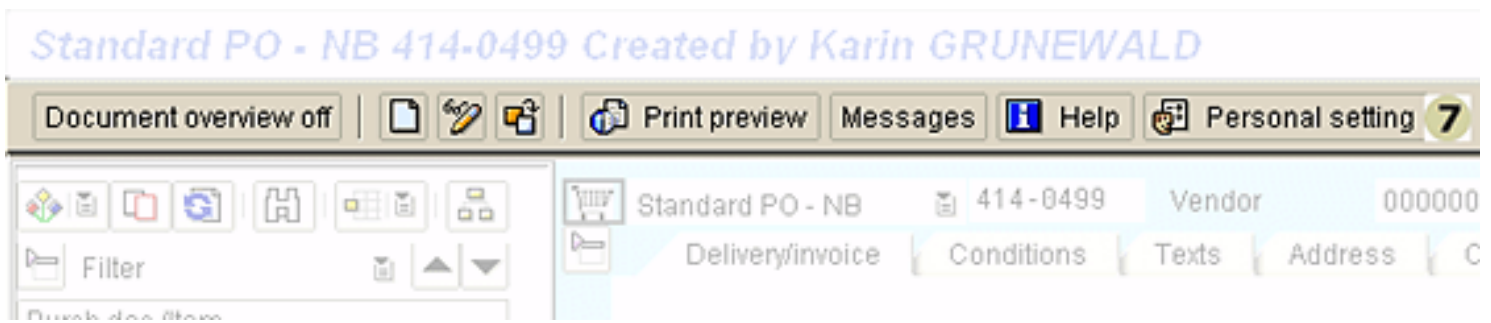 Standard PO - NB 414-0499 Created by Karin GRUNEWALD
Document overview off Print preview Messages Help Personal setting 7
Standard PO - NB 414-0499 Vendor 000000
Filter Delivery/invoice Conditions Texts Address C